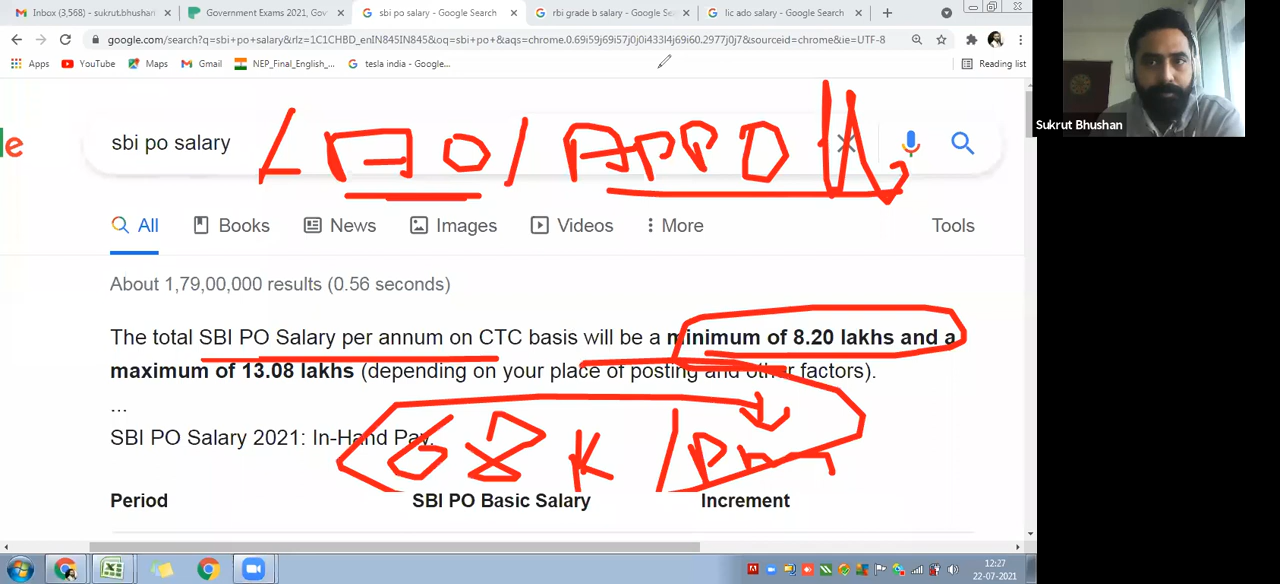 Inbox (3,568) - sukrut.bhushan
Government Exams 2021, Gov
sbi po salary - Google Search
rbi grade b salary - Google Se
lic ado salary - Google Search
google.com/search?q=sbi+po+salary&rlz=1C1CHBD_enIN845IN845&oq=sbi+po+&aqs=chrome.0.69i59j69i57j0j0i433l4j69i60.2977j0j7&sourceid=chrome&ie=UTF-8
Apps YouTube Maps Gmail NEP_Final_English_... tesla india - Google... Reading list
Sukrut Bhushan
sbi po salary
AO / APPO
All Books News Images Videos More Tools
About 1,79,00,000 results (0.56 seconds)
The total SBI PO Salary per annum on CTC basis will be a minimum of 8.20 lakhs and a
maximum of 13.08 lakhs (depending on your place of posting and other factors).
...
SBI PO Salary 2021: In-Hand Pay.
68K / Pm
Period SBI PO Basic Salary Increment
12:27
22-07-2021